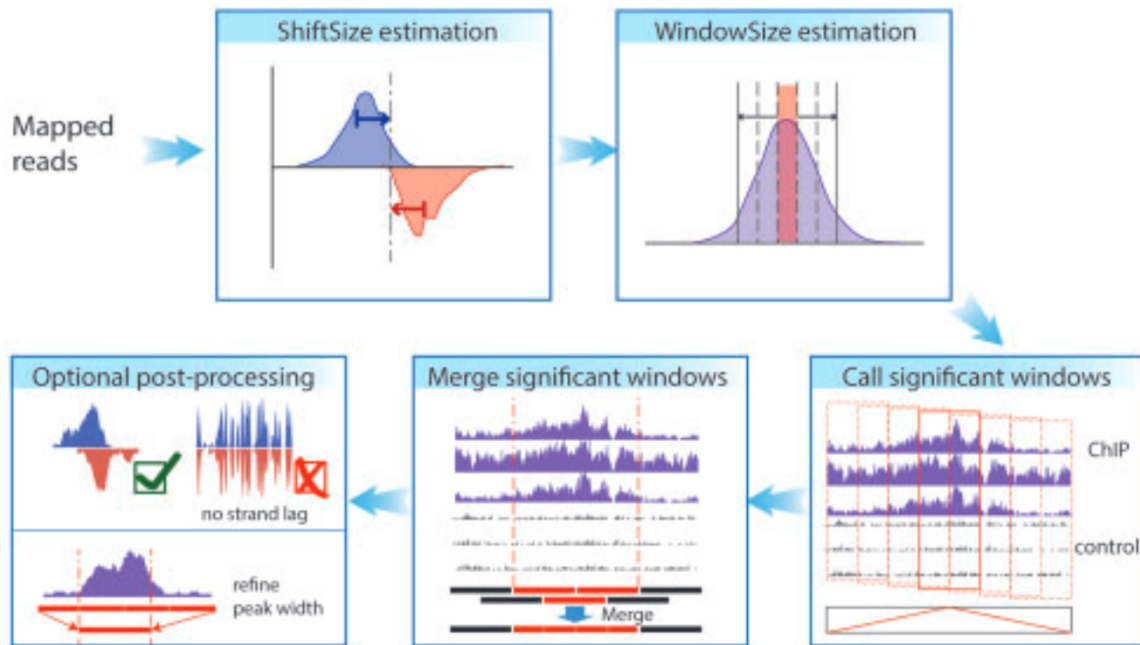 ShiftSize estimation
WindowSize estimation
Mapped
reads
Optional post-processing
Merge significant windows
Call significant windows
ChIP
no strand lag
control
refine
peak width
Merge